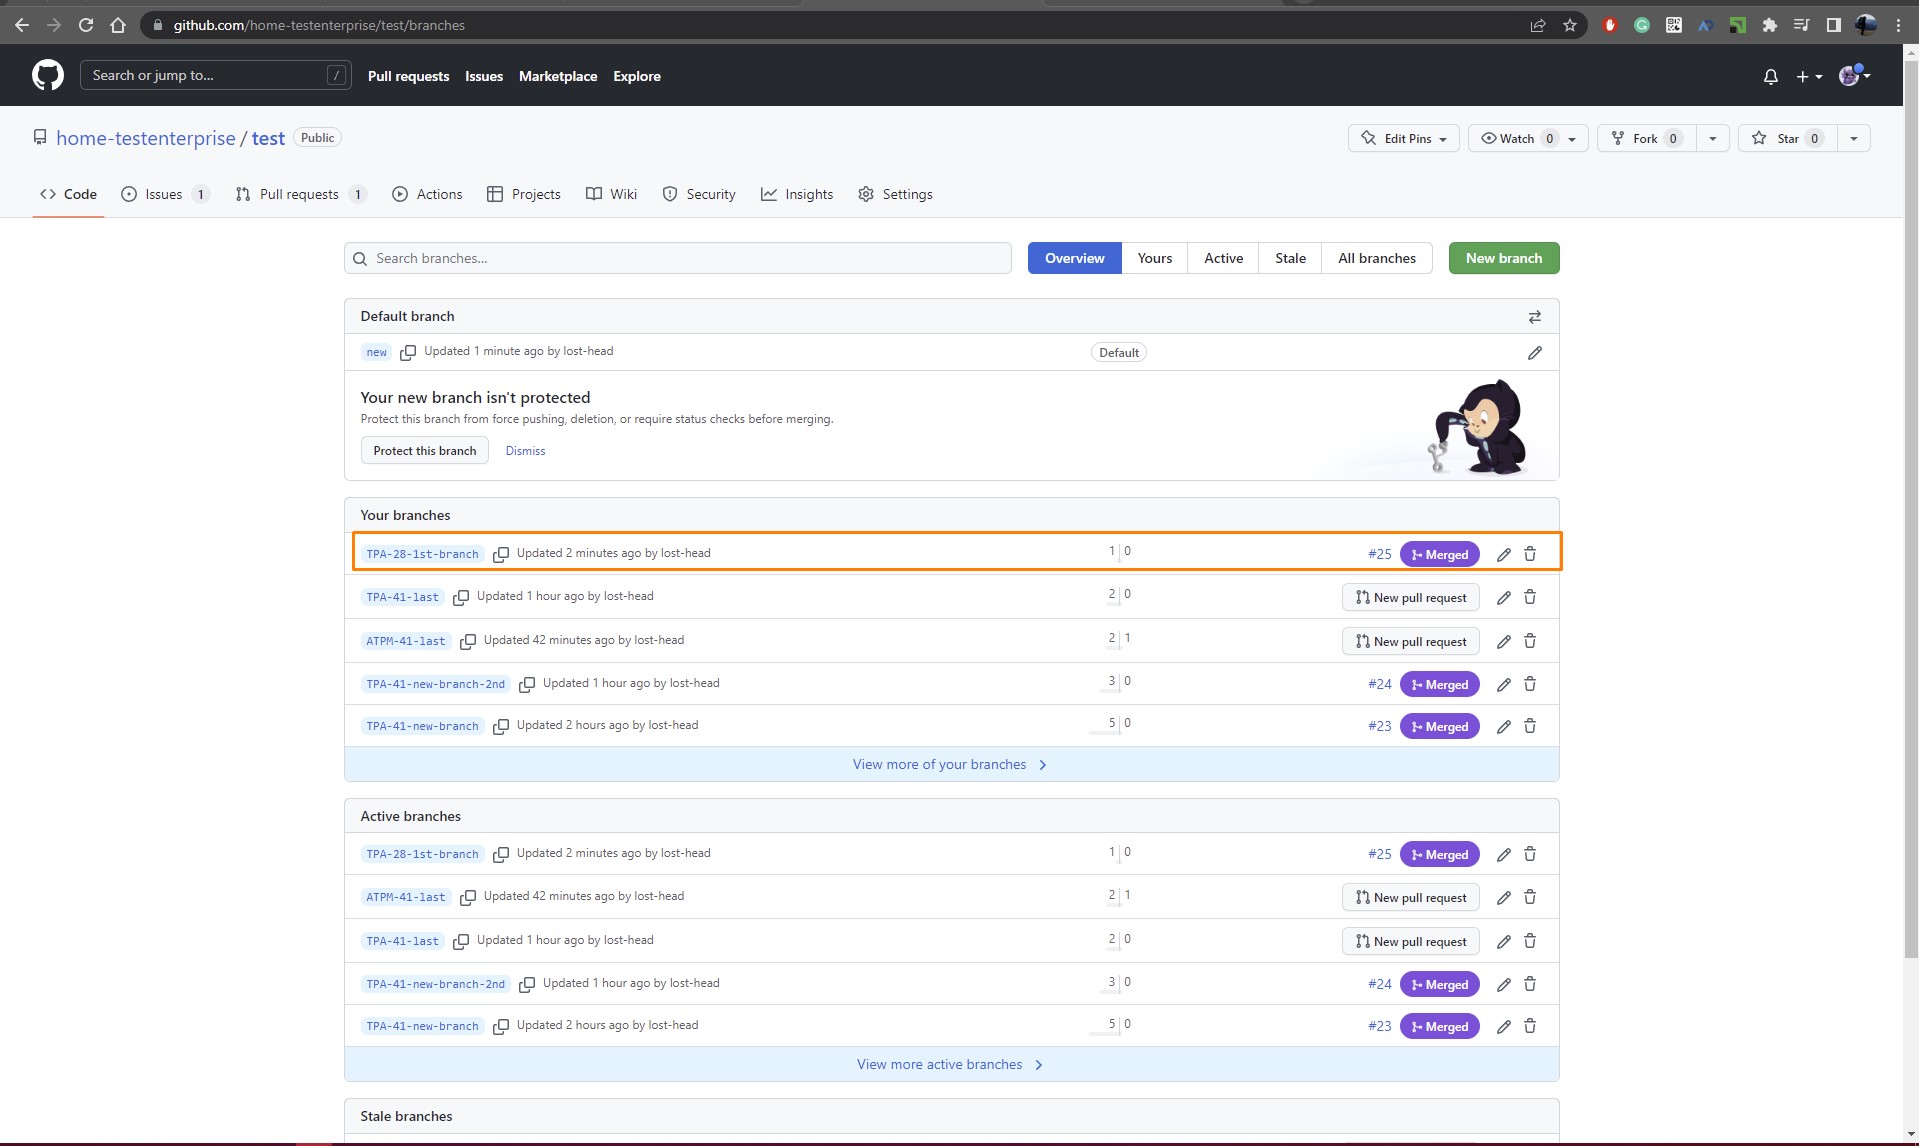 github.com/home-testenterprise/test/branches
Search or jump to... / Pull requests Issues Marketplace Explore
home-testenterprise / test Public Edit Pins Watch 0 Fork 0 Star 0
Code Issues 1 Pull requests 1 Actions Projects Wiki Security Insights Settings
Search branches... Overview Yours Active Stale All branches New branch
Default branch
new Updated 1 minute ago by lost-head Default
Your new branch isn't protected
Protect this branch from force pushing, deletion, or require status checks before merging.
Protect this branch Dismiss
Your branches
TPA-28-1st-branch Updated 2 minutes ago by lost-head 1 0 #25 Merged
TPA-41-last Updated 1 hour ago by lost-head 2 0 New pull request
ATPM-41-last Updated 42 minutes ago by lost-head 2 1 New pull request
TPA-41-new-branch-2nd Updated 1 hour ago by lost-head 3 0 #24 Merged
TPA-41-new-branch Updated 2 hours ago by lost-head 5 0 #23 Merged
View more of your branches
Active branches
TPA-28-1st-branch Updated 2 minutes ago by lost-head 1 0 #25 Merged
ATPM-41-last Updated 42 minutes ago by lost-head 2 1 New pull request
TPA-41-last Updated 1 hour ago by lost-head 2 0 New pull request
TPA-41-new-branch-2nd Updated 1 hour ago by lost-head 3 0 #24 Merged
TPA-41-new-branch Updated 2 hours ago by lost-head 5 0 #23 Merged
View more active branches
Stale branches